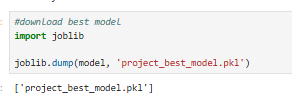 #download best model
import joblib
joblib.dump(model, 'project_best_model.pkl')
['project_best_model.pkl']